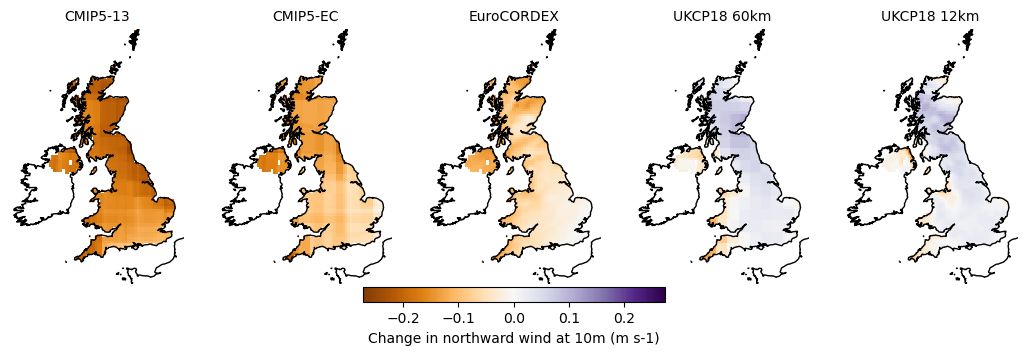 CMIP5-13 CMIP5-EC EuroCORDEX UKCP18 60km UKCP18 12km
−0.2 −0.1 0.0 0.1 0.2
Change in northward wind at 10m (m s-1)